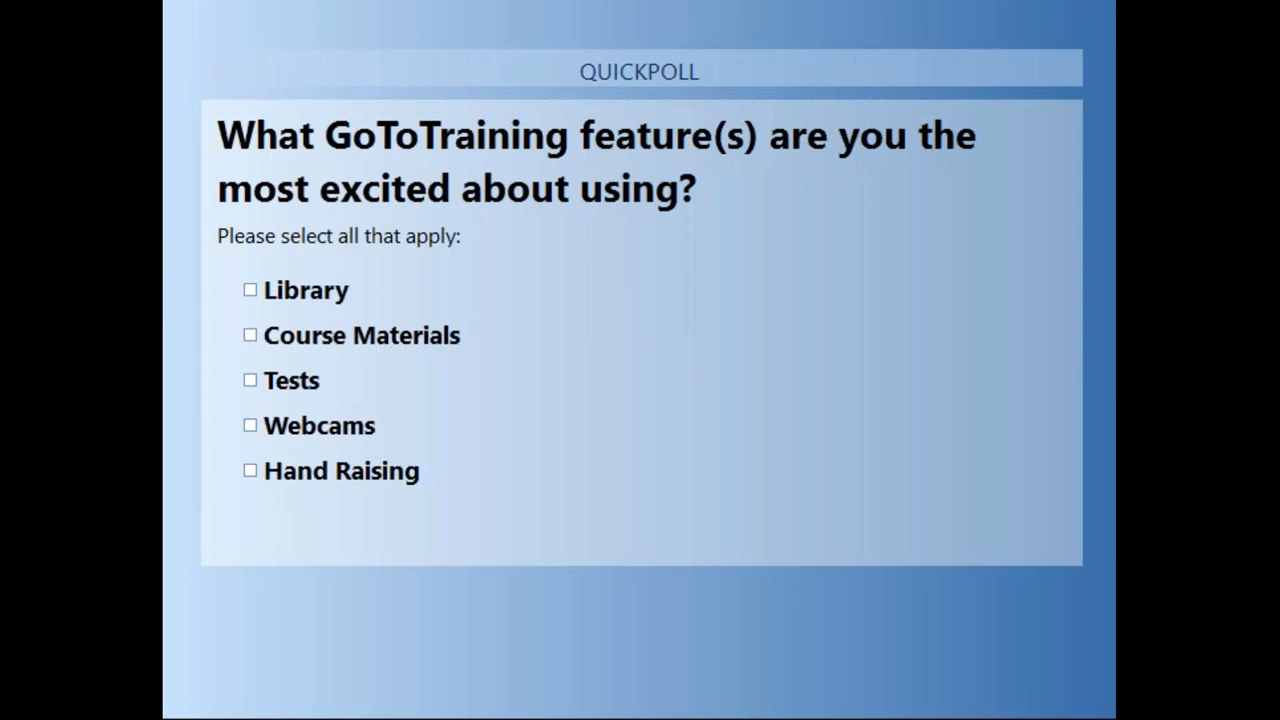 QUICKPOLL
What GoToTraining feature(s) are you the
most excited about using?
Please select all that apply:
Library
Course Materials
Tests
Webcams
Hand Raising